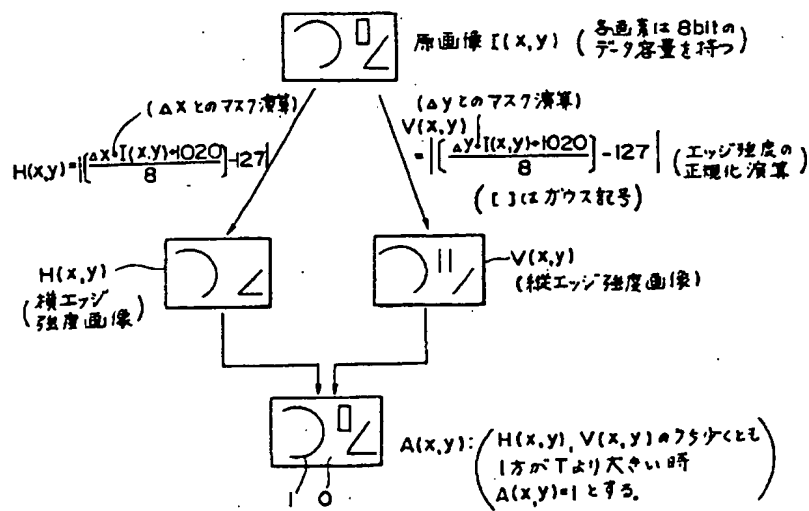 原画像 I(x,y) (各画素は8bitの
データ容量を持つ)
(Δxとのマスク演算)
H(x,y)=|[Δx I(x,y)+1020/8]-127|
(Δyとのマスク演算)
V(x,y)
=|[Δy I(x,y)+1020/8]-127|
(エッジ強度の
正規化演算)
([ ]はガウス記号)
H(x,y)
(横エッジ
強度画像)
V(x,y)
(縦エッジ強度画像)
A(x,y):(H(x,y),V(x,y)のうち少くとも
1方がTより大きい時
A(x,y)=1とする。)
1 0